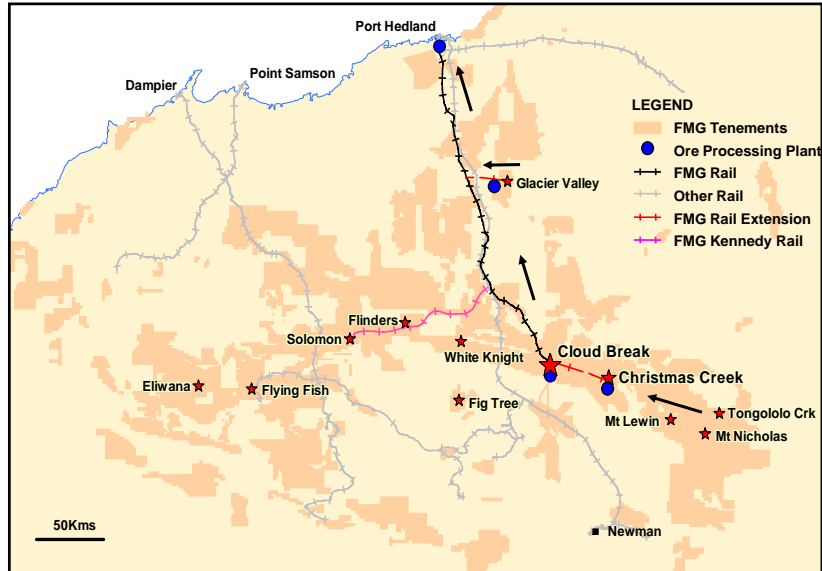 Port Hedland
Point Samson
Dampier
LEGEND
FMG Tenements
Ore Processing Plant
FMG Rail
Other Rail
FMG Rail Extension
FMG Kennedy Rail
Glacier Valley
Flinders
Solomon
White Knight
Cloud Break
Christmas Creek
Eliwana
Flying Fish
Fig Tree
Tongololo Crk
Mt Lewin
Mt Nicholas
50Kms
Newman